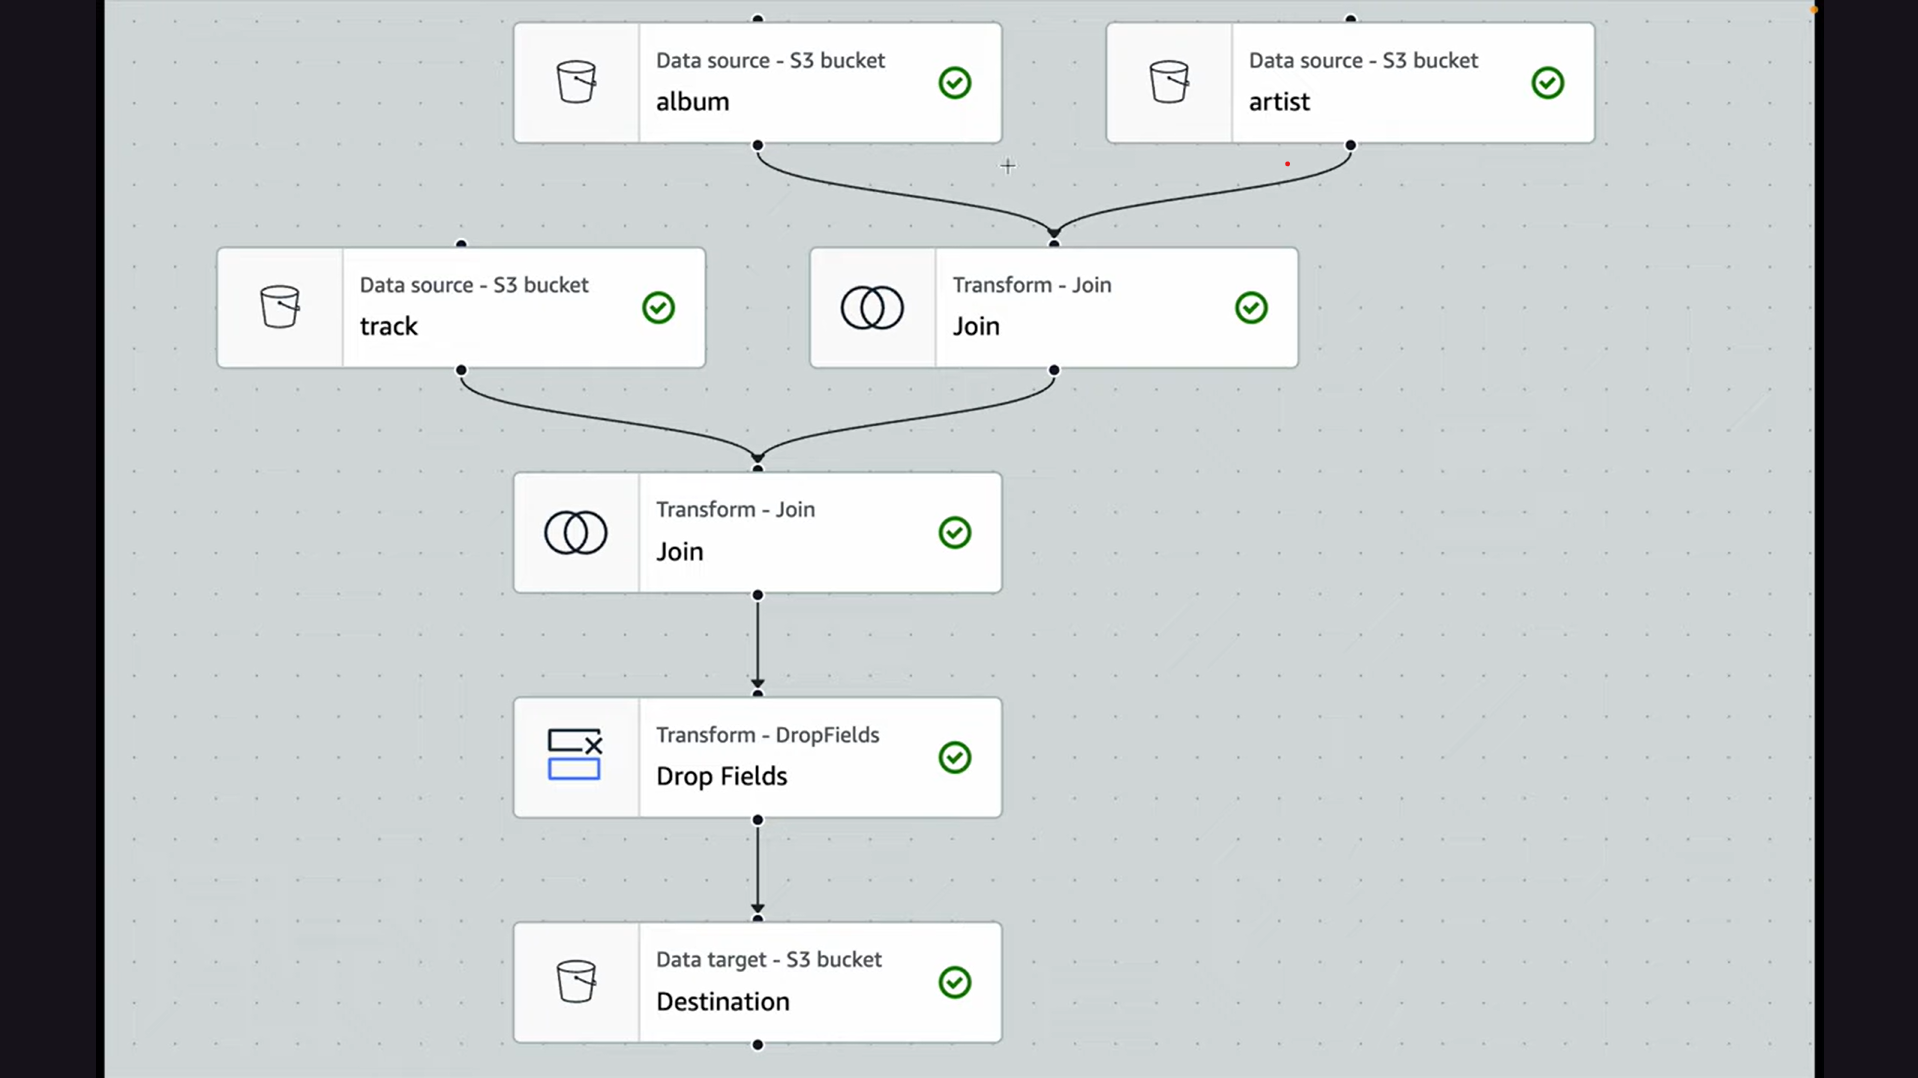 Data source - S3 bucket
album
Data source - S3 bucket
artist
Data source - S3 bucket
track
Transform - Join
Join
Transform - Join
Join
Transform - DropFields
Drop Fields
Data target - S3 bucket
Destination